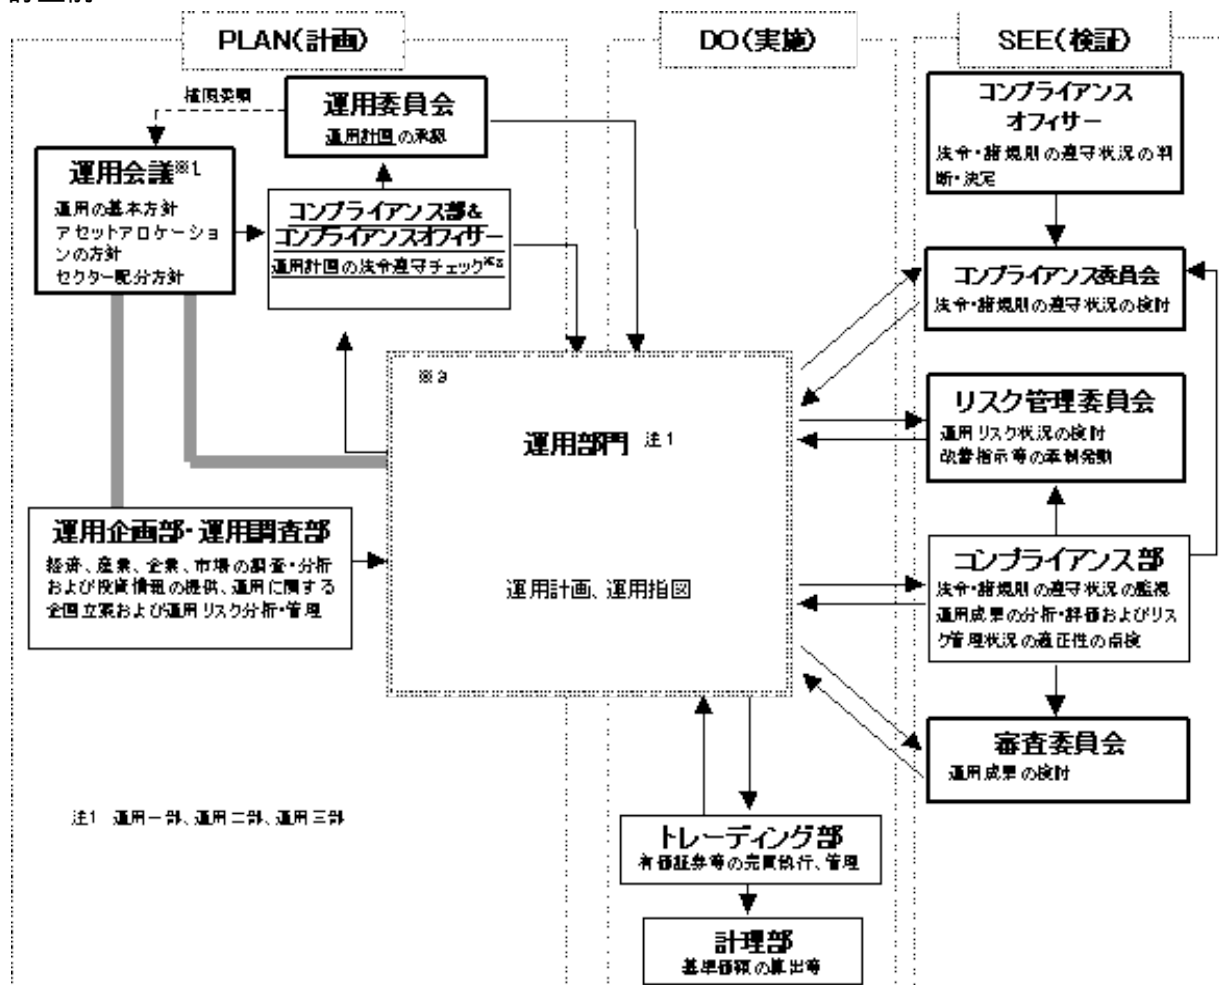 PLAN(計画)
DO(実施)
SEE(検証)
権限委譲
運用委員会
運用計画の承認
運用会議※1
運用の基本方針
アセットアロケーショ
ンの方針
セクター配分方針
コンプライアンス部&
コンプライアンスオフィサー
運用計画の法令遵守チェック※2
コンプライアンス
オフィサー
法令・諸規則の遵守状況の判
断・決定
コンプライアンス委員会
法令・諸規則の遵守状況の検討
※3
運用部門 注1
運用計画、運用指図
リスク管理委員会
運用リスク状況の検討
改善指示等の牽制発動
運用企画部・運用調査部
経済、産業、企業、市場の調査・分析
および投資情報の提供、運用に関する
企画立案および運用リスク分析・管理
コンプライアンス部
法令・諸規則の遵守状況の監視
運用成果の分析・評価およびリス
ク管理状況の適正性の点検
審査委員会
運用成果の検討
注1 運用一部、運用二部、運用三部
トレーディング部
有価証券等の売買執行、管理
計理部
基準価額の算出等